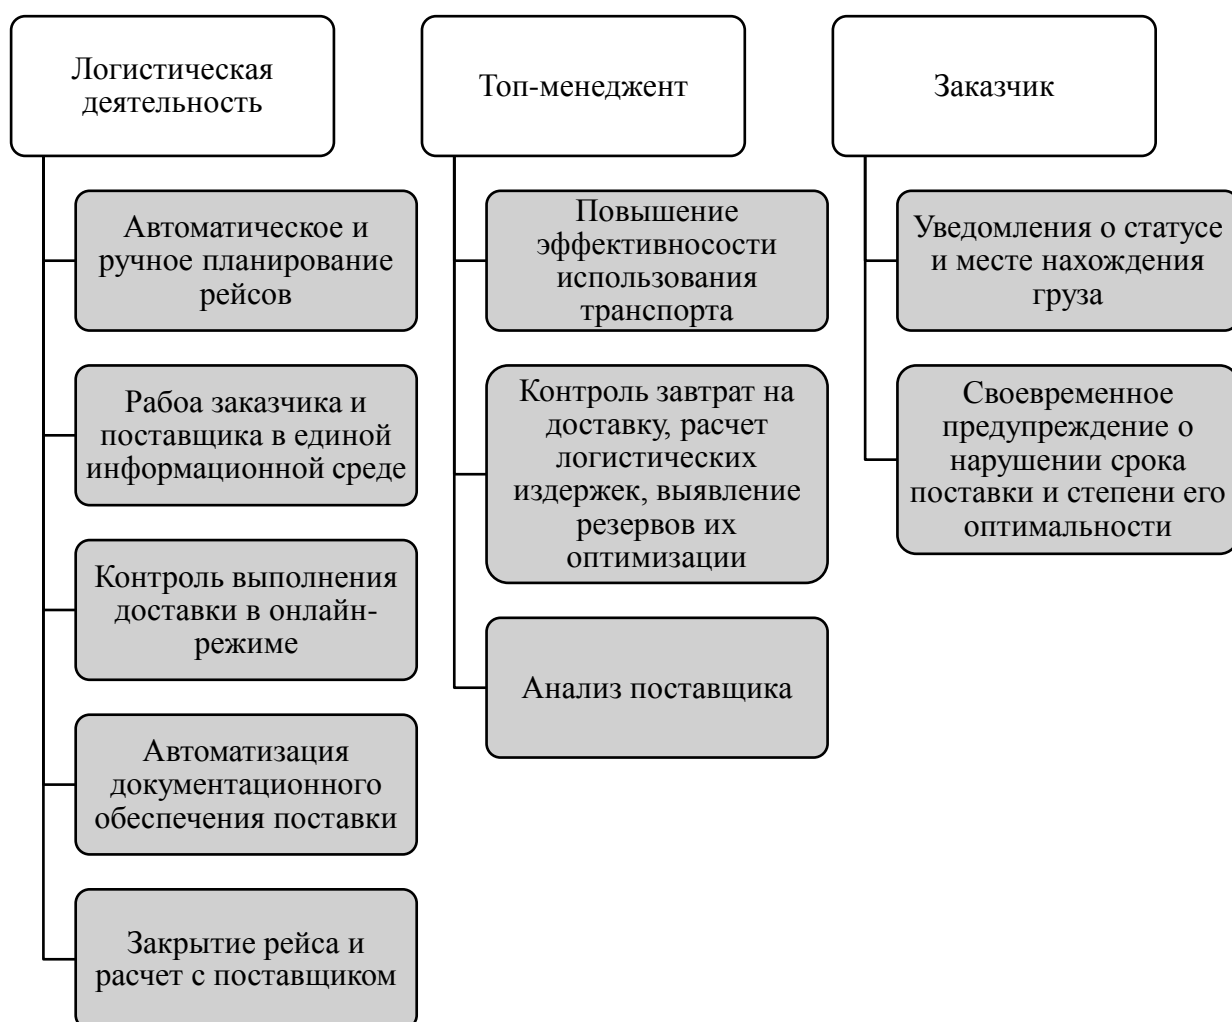 Логистическая
деятельность
Автоматическое и
ручное планирование
рейсов
Рабоа заказчика и
поставщика в единой
информационной среде
Контроль выполнения
доставки в онлайн-
режиме
Автоматизация
документационного
обеспечения поставки
Закрытие рейса и
расчет с поставщиком
Топ-менеджент
Повышение
эффективносости
использования
транспорта
Контроль завтрат на
доставку, расчет
логистических
издержек, выявление
резервов их
оптимизации
Анализ поставщика
Заказчик
Уведомления о статусе
и месте нахождения
груза
Своевременное
предупреждение о
нарушении срока
поставки и степени его
оптимальности